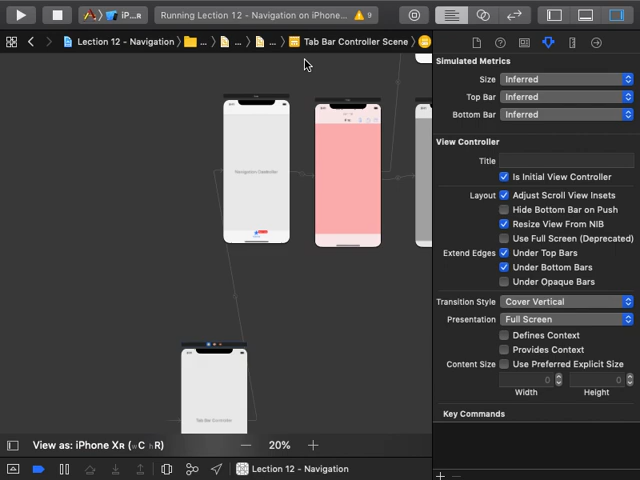 iP...R
Running Lection 12 – Navigation on iPhone...
9
Lection 12 – Navigation
...
...
...
Tab Bar Controller Scene
Simulated Metrics
Size
Inferred
Top Bar
Inferred
Bottom Bar
Inferred
View Controller
Title
Is Initial View Controller
Layout
Adjust Scroll View Insets
Hide Bottom Bar on Push
Resize View From NIB
Use Full Screen (Deprecated)
Extend Edges
Under Top Bars
Under Bottom Bars
Under Opaque Bars
Transition Style
Cover Vertical
Presentation
Full Screen
Defines Context
Provides Context
Content Size
Use Preferred Explicit Size
0
0
Width
Height
Key Commands
Navigation Controller
Tab Bar Controller
View as: iPhone XR (wC hR)
20%
Lection 12 – Navigation